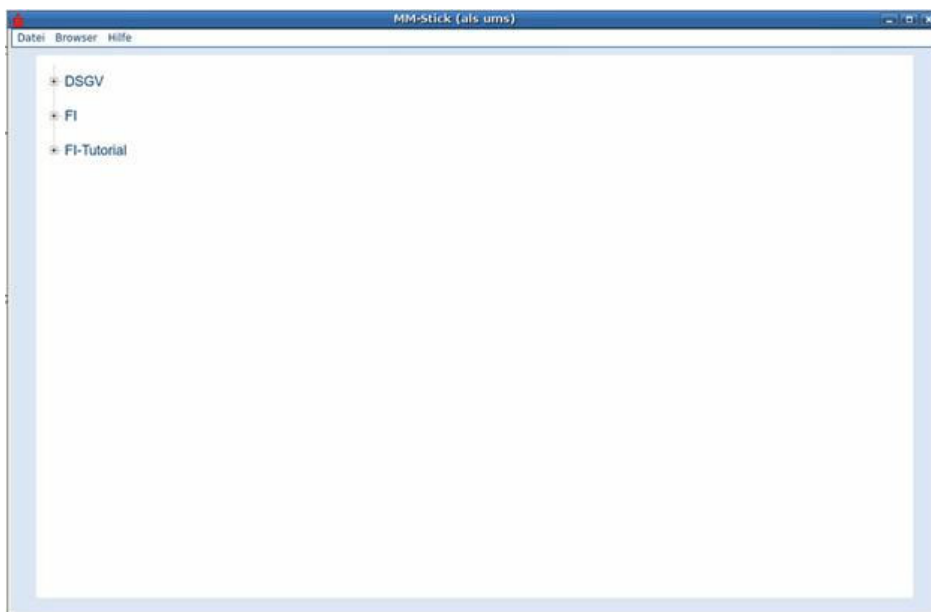 MM-Stick (als ums)
Datei Browser Hilfe
DSGV
FI
FI-Tutorial